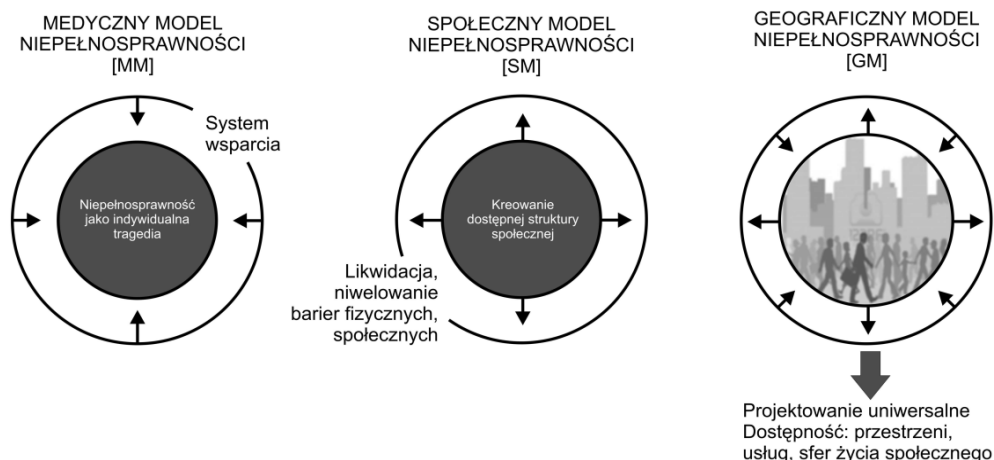 MEDYCZNY MODEL
NIEPEŁNOSPRAWNOŚCI
[MM]
System
wsparcia
Niepełnosprawność
jako indywidualna
tragedia
SPOŁECZNY MODEL
NIEPEŁNOSPRAWNOŚCI
[SM]
Kreowanie
dostępnej struktury
społecznej
Likwidacja,
niwelowanie
barier fizycznych,
społecznych
GEOGRAFICZNY MODEL
NIEPEŁNOSPRAWNOŚCI
[GM]
Projektowanie uniwersalne
Dostępność: przestrzeni,
usług, sfer życia społecznego